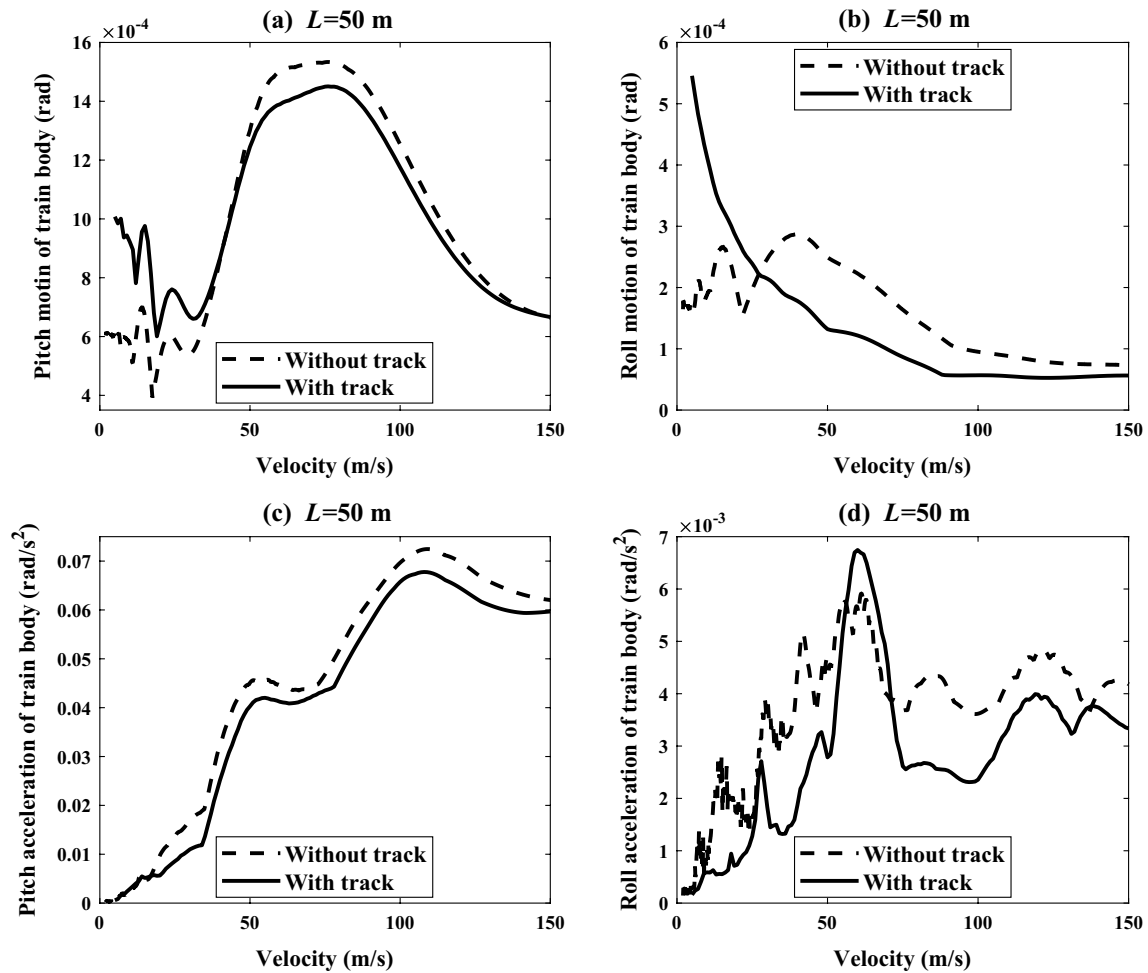 (a) L=50 m
×10-4
16
14
12
10
8
6
4
0
50
100
150
Pitch motin of train body (rad)
Velocity (m/s)
Without track
With track
(b) L=50 m
×10-4
6
5
4
3
2
1
0
0
50
100
150
Roll motion of train body (rad)
Velocity (m/s)
Without track
With track
(c) L=50 m
0.07
0.06
0.05
0.04
0.03
0.02
0.01
0
0
50
100
150
Pitch acceleration of train body (rad/s2)
Velocity (m/s)
Without track
With track
(d) L=50 m
×10-3
7
6
5
4
3
2
1
0
0
50
100
150
Roll acceleration of train body (rad/s2)
Velocity (m/s)
Without track
With track